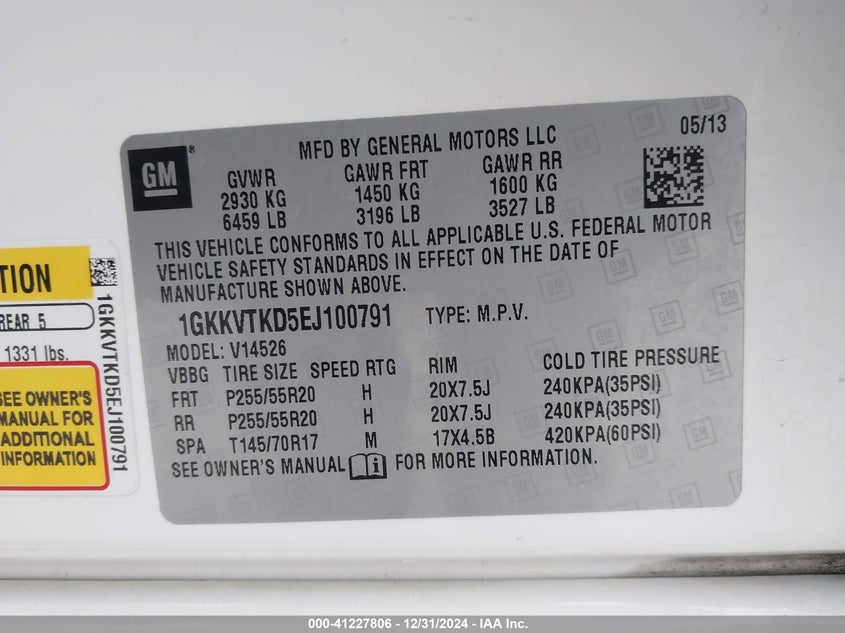 05/13
MFD BY GENERAL MOTORS LLC
GM
GVWR GAWR FRT GAWR RR
2930 KG 1450 KG 1600 KG
6459 LB 3196 LB 3527 LB
THIS VEHICLE CONFORMS TO ALL APPLICABLE U.S. FEDERAL MOTOR
VEHICLE SAFETY STANDARDS IN EFFECT ON THE DATE OF
MANUFACTURE SHOWN ABOVE.
1GKKVTKD5EJ100791 TYPE: M.P.V.
MODEL: V14526
VBBG TIRE SIZE SPEED RTG RIM COLD TIRE PRESSURE
FRT P255/55R20 H 20X7.5J 240KPA(35PSI)
RR P255/55R20 H 20X7.5J 240KPA(35PSI)
SPA T145/70R17 M 17X4.5B 420KPA(60PSI)
SEE OWNER'S MANUAL FOR MORE INFORMATION.
TION
REAR 5
1331 lbs.
SEE OWNER'S
MANUAL FOR
ADDITIONAL
INFORMATION
1GKKVTKD5EJ100791
000-41227806 - 12/31/2024 - IAA Inc.